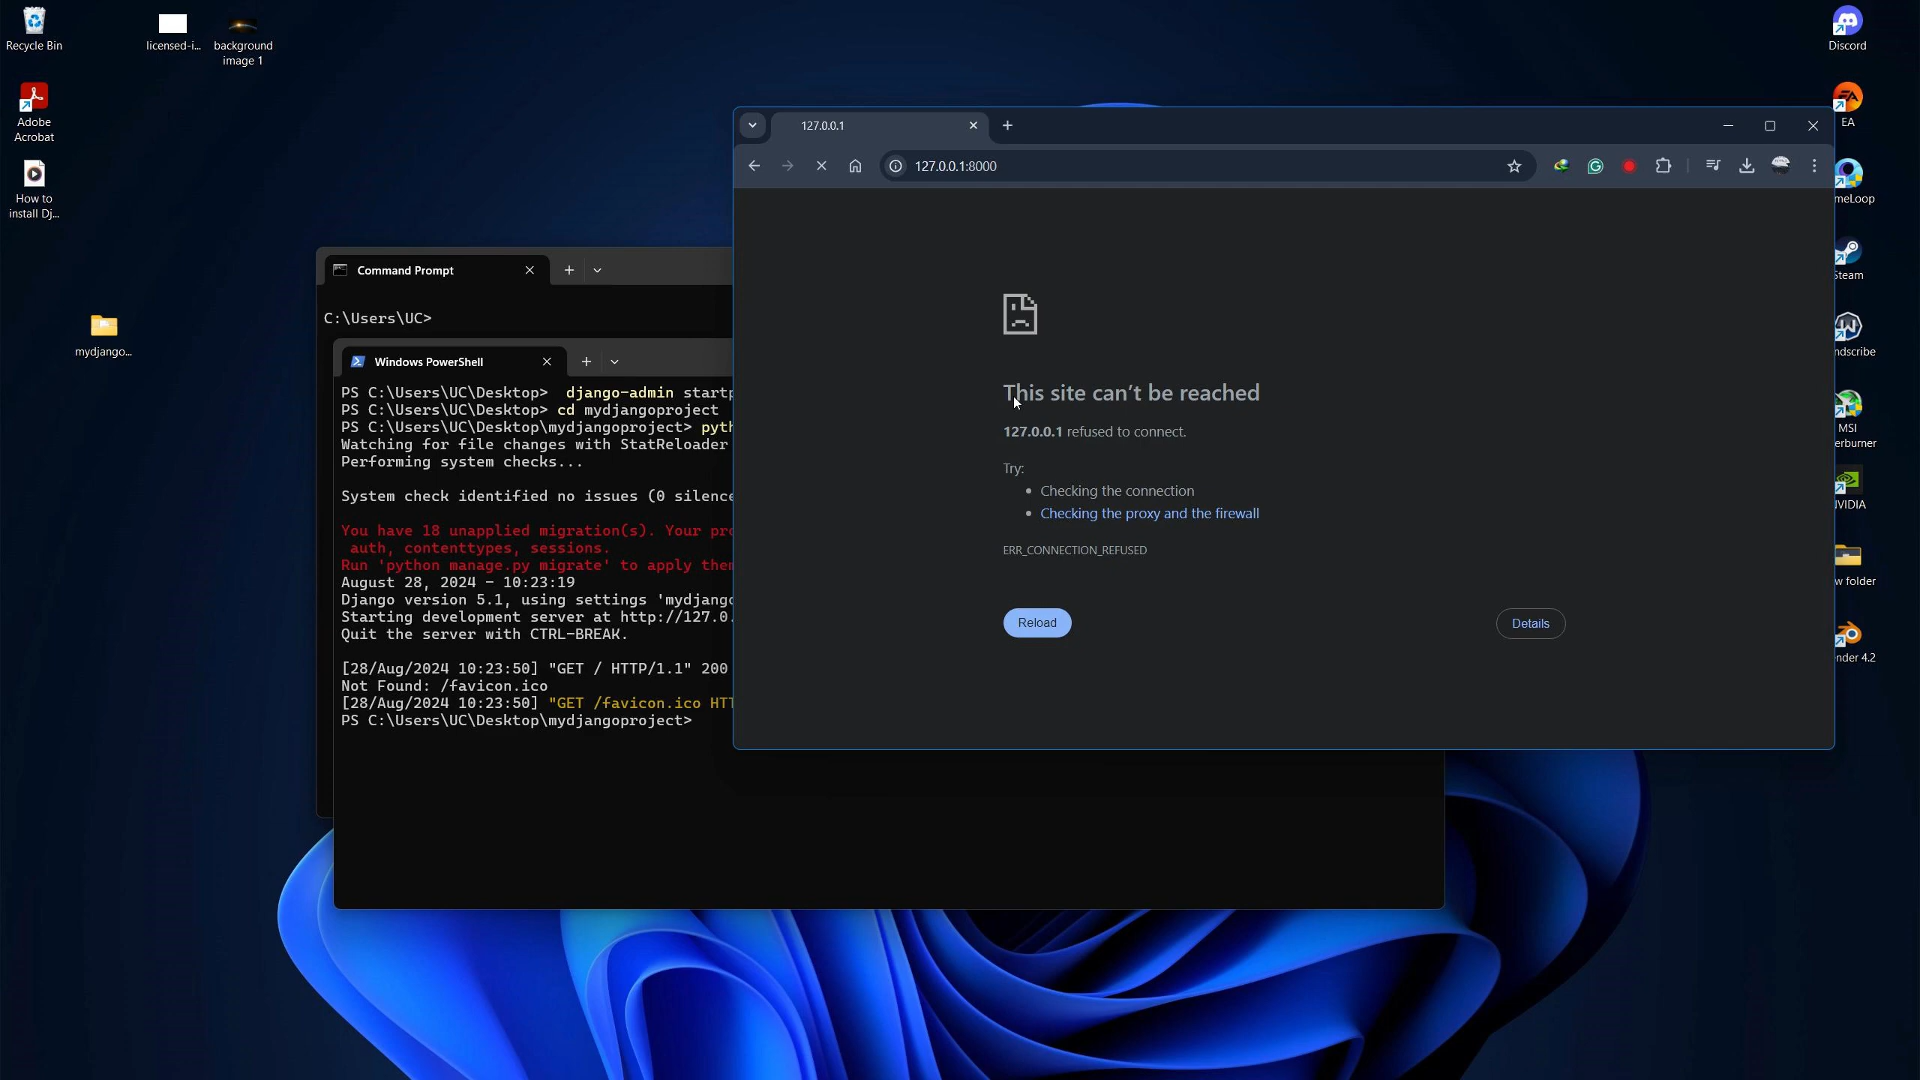 Recycle Bin
licensed-i...
background
image 1
Adobe
Acrobat
How to
install Dj...
mydjango...
Command Prompt
C:\Users\UC>
Windows PowerShell
PS C:\Users\UC\Desktop>  django-admin startp
PS C:\Users\UC\Desktop> cd mydjangoproject
PS C:\Users\UC\Desktop\mydjangoproject> pyth
Watching for file changes with StatReloader
Performing system checks...
System check identified no issues (0 silence
You have 18 unapplied migration(s). Your pro
auth, contenttypes, sessions.
Run 'python manage.py migrate' to apply them
August 28, 2024 - 10:23:19
Django version 5.1, using settings 'mydjango
Starting development server at http://127.0.
Quit the server with CTRL-BREAK.
[28/Aug/2024 10:23:50] "GET / HTTP/1.1" 200
Not Found: /favicon.ico
[28/Aug/2024 10:23:50] "GET /favicon.ico HTT
PS C:\Users\UC\Desktop\mydjangoproject>
127.0.0.1
127.0.0.1:8000
This site can't be reached
127.0.0.1 refused to connect.
Try:
• Checking the connection
• Checking the proxy and the firewall
ERR_CONNECTION_REFUSED
Reload
Details
Discord
EA
meLoop
Steam
ndscribe
MSI
erburner
NVIDIA
w folder
nder 4.2